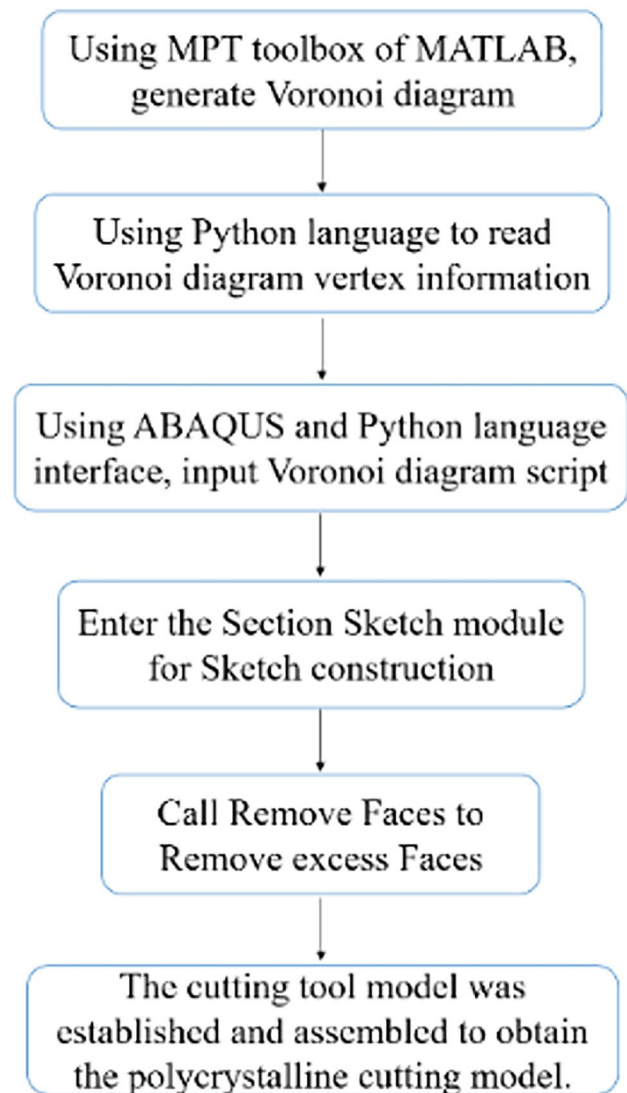 Using MPT toolbox of MATLAB,
generate Voronoi diagram
Using Python language to read
Voronoi diagram vertex information
Using ABAQUS and Python language
interface, input Voronoi diagram script
Enter the Section Sketch module
for Sketch construction
Call Remove Faces to
Remove excess Faces
The cutting tool model was
established and assembled to obtain
the polycrystalline cutting model.